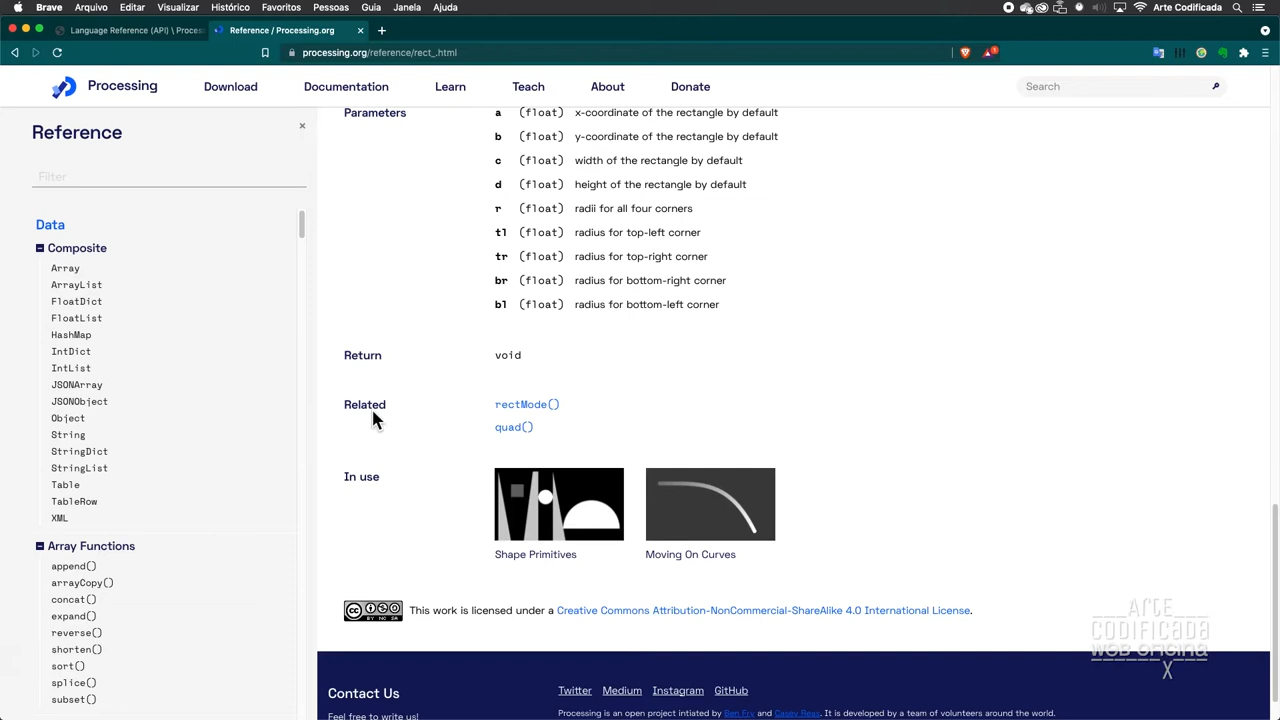 Brave Arquivo Editar Visualizar Histórico Favoritos Pessoas Guia Janela Ajuda
Arte Codificada
Language Reference (API) \ Process
Reference / Processing.org
processing.org/reference/rect_.html
Processing
Download
Documentation
Learn
Teach
About
Donate
Search
Reference
Filter
Data
Composite
Array
ArrayList
FloatDict
FloatList
HashMap
IntDict
IntList
JSONArray
JSONObject
Object
String
StringDict
StringList
Table
TableRow
XML
Array Functions
append()
arrayCopy()
concat()
expand()
reverse()
shorten()
sort()
splice()
subset()
Parameters
a (float) x-coordinate of the rectangle by default
b (float) y-coordinate of the rectangle by default
c (float) width of the rectangle by default
d (float) height of the rectangle by default
r (float) radii for all four corners
tl (float) radius for top-left corner
tr (float) radius for top-right corner
br (float) radius for bottom-right corner
bl (float) radius for bottom-left corner
Return void
Related rectMode()
quad()
In use
Shape Primitives
Moving On Curves
cc BY NC SA This work is licensed under a Creative Commons Attribution-NonCommercial-ShareAlike 4.0 International License.
arte
codificada
web oficina
X
Contact Us
Feel free to write us!
Twitter Medium Instagram GitHub
Processing is an open project intiated by Ben Fry and Casey Reas. It is developed by a team of volunteers around the world.